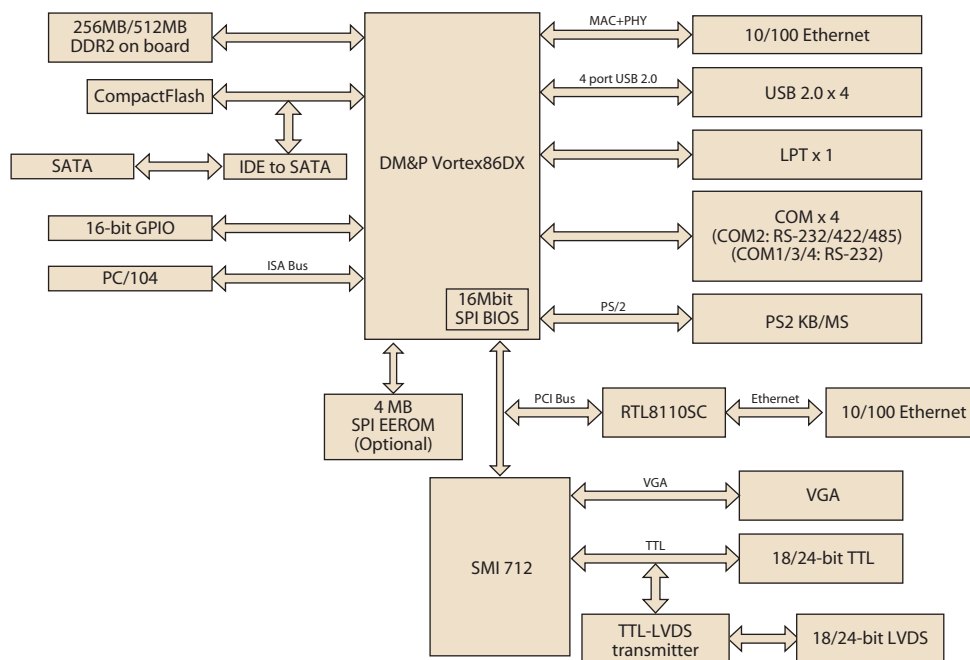 256MB/512MB
DDR2 on board
CompactFlash
SATA
IDE to SATA
16-bit GPIO
PC/104
ISA Bus
DM&P Vortex86DX
16Mbit
SPI BIOS
4 MB
SPI EEROM
(Optional)
MAC+PHY
10/100 Ethernet
4 port USB 2.0
USB 2.0 x 4
LPT x 1
COM x 4
(COM2: RS-232/422/485)
(COM1/3/4: RS-232)
PS/2
PS2 KB/MS
PCI Bus
RTL8110SC
Ethernet
10/100 Ethernet
SMI 712
VGA
VGA
TTL
18/24-bit TTL
TTL-LVDS
transmitter
18/24-bit LVDS